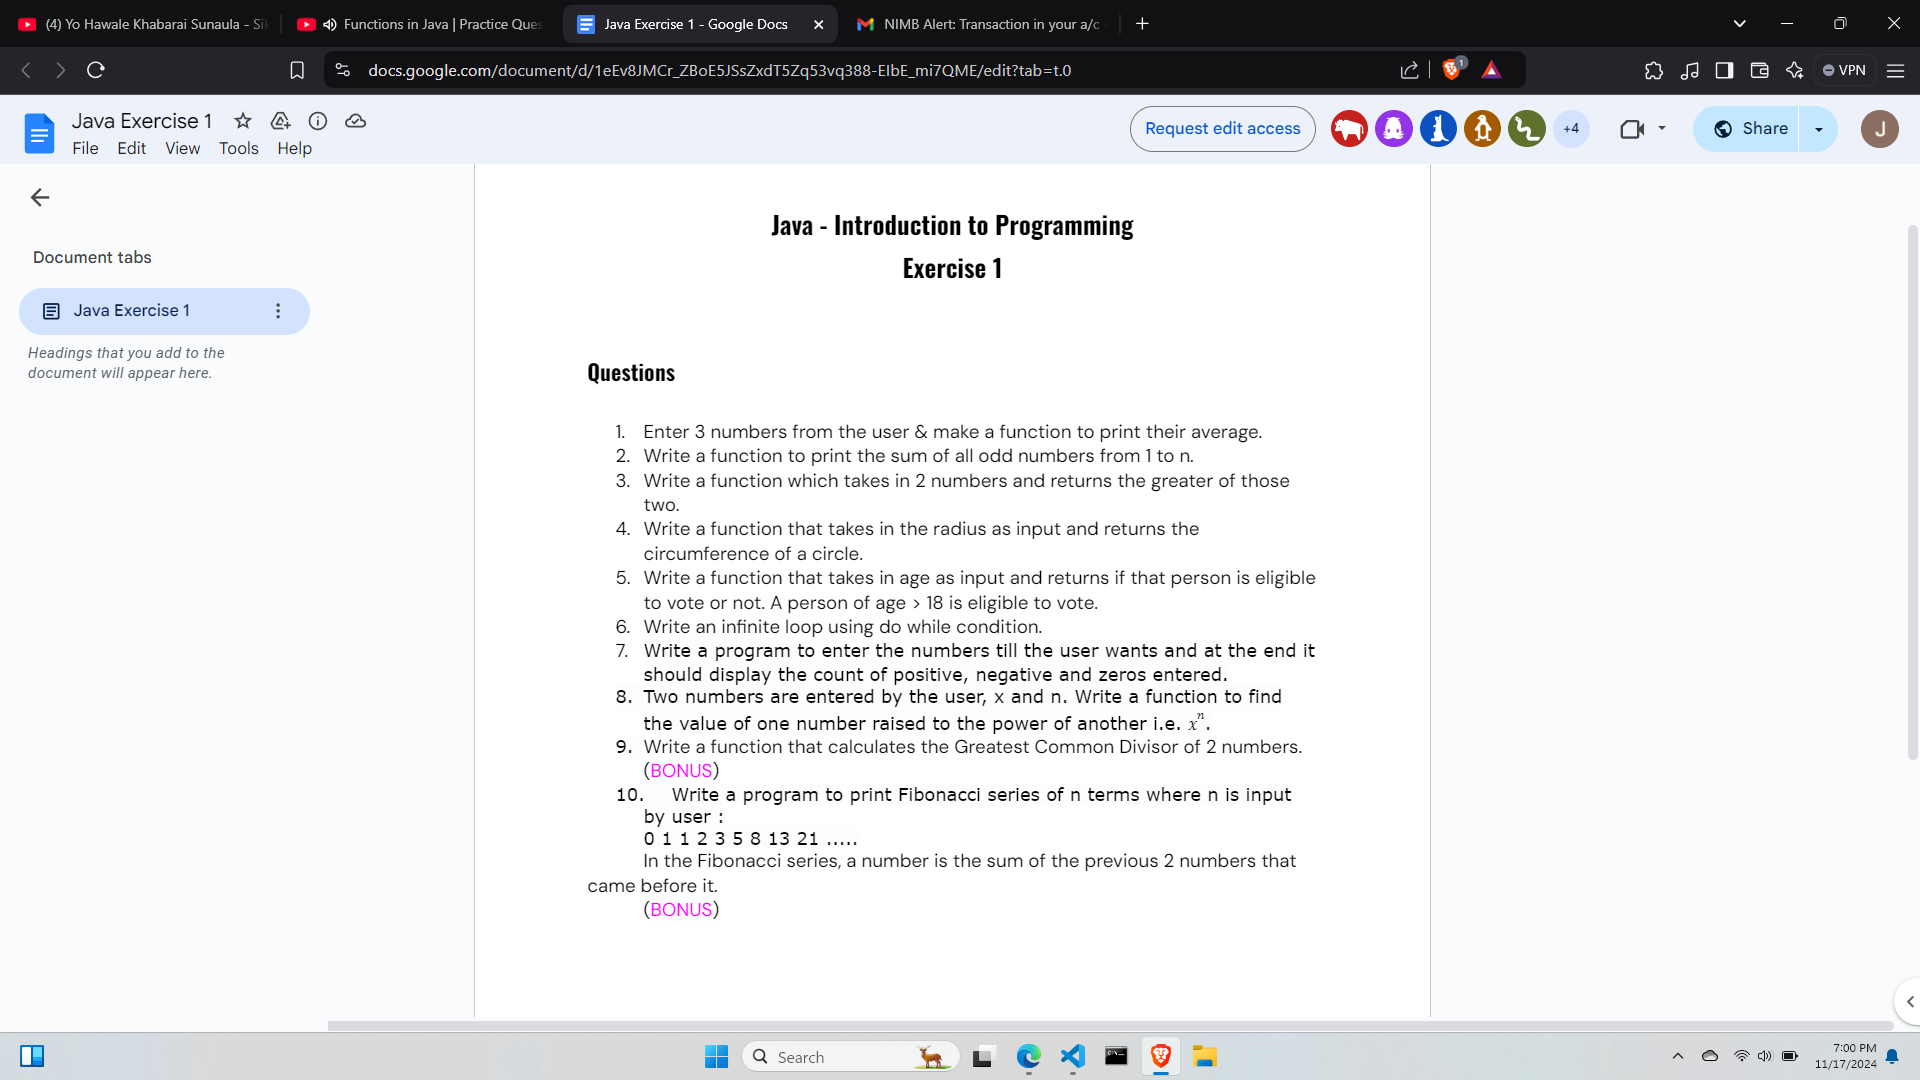 (4) Yo Hawale Khabarai Sunaula - Si
Functions in Java | Practice Ques
Java Exercise 1 - Google Docs
NIMB Alert: Transaction in your a/c
docs.google.com/document/d/1eEv8JMCr_ZBoE5JSsZxdT5Zq53vq388-EIbE_mi7QME/edit?tab=t.0
1
VPN
Java Exercise 1
File Edit View Tools Help
Request edit access
+4
Share
J
Document tabs
Java Exercise 1
Headings that you add to the
document will appear here.
Java - Introduction to Programming
Exercise 1
Questions
1. Enter 3 numbers from the user & make a function to print their average.
2. Write a function to print the sum of all odd numbers from 1 to n.
3. Write a function which takes in 2 numbers and returns the greater of those
two.
4. Write a function that takes in the radius as input and returns the
circumference of a circle.
5. Write a function that takes in age as input and returns if that person is eligible
to vote or not. A person of age > 18 is eligible to vote.
6. Write an infinite loop using do while condition.
7. Write a program to enter the numbers till the user wants and at the end it
should display the count of positive, negative and zeros entered.
8. Two numbers are entered by the user, x and n. Write a function to find
the value of one number raised to the power of another i.e. xⁿ.
9. Write a function that calculates the Greatest Common Divisor of 2 numbers.
(BONUS)
10. Write a program to print Fibonacci series of n terms where n is input
by user :
0 1 1 2 3 5 8 13 21 .....
In the Fibonacci series, a number is the sum of the previous 2 numbers that
came before it.
(BONUS)
Search
7:00 PM
11/17/2024